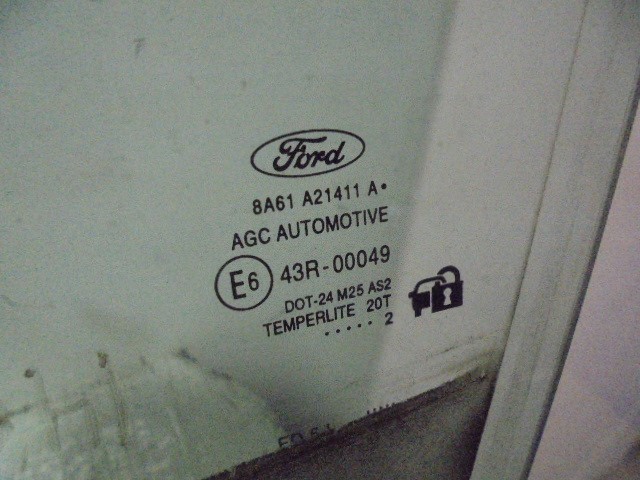 Ford
8A61 A21411 A•
AGC AUTOMOTIVE
E6 43R-00049
DOT-24 M25 AS2
TEMPERLITE 20T
..... 2